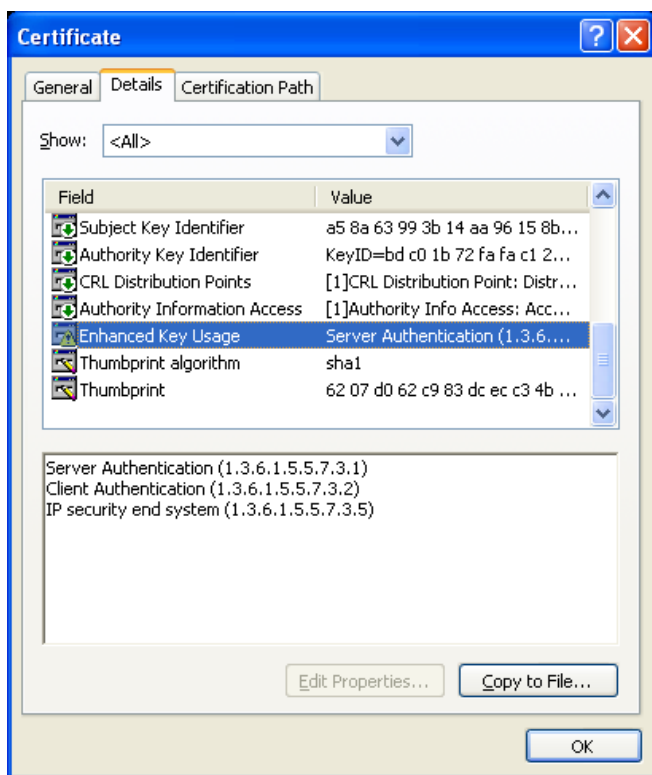 Certificate
General Details Certification Path
Show: <All>
Field Value
Subject Key Identifier a5 8a 63 99 3b 14 aa 96 15 8b...
Authority Key Identifier KeyID=bd c0 1b 72 fa fa c1 2...
CRL Distribution Points [1]CRL Distribution Point: Distr...
Authority Information Access [1]Authority Info Access: Acc...
Enhanced Key Usage Server Authentication (1.3.6....
Thumbprint algorithm sha1
Thumbprint 62 07 d0 62 c9 83 dc ec c3 4b ...
Server Authentication (1.3.6.1.5.5.7.3.1)
Client Authentication (1.3.6.1.5.5.7.3.2)
IP security end system (1.3.6.1.5.5.7.3.5)
Edit Properties... Copy to File...
OK